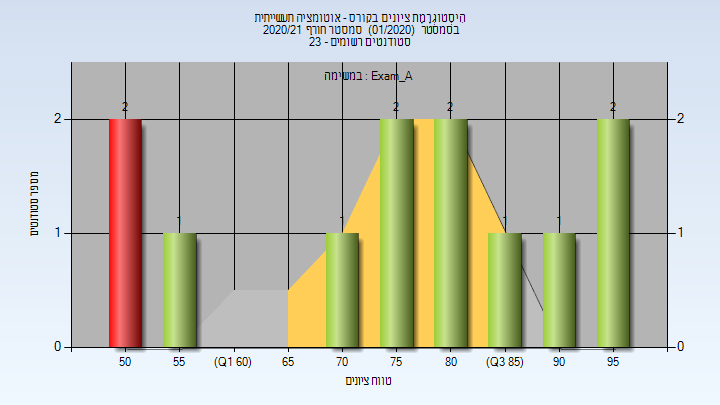 הִיסְטוֹגְרָמַת ציונים בקורס - אוטומציה תעשייתית
בסמסטר (01/2020) סמסטר חורף 2020/21
סטודנטים רשומים - 23
במשימה : Exam_A
מספר סטודנטים
2
1
0
2
1
0
2
1
1
2
2
1
1
2
50
55
(Q1 60)
65
70
75
80
(Q3 85)
90
95
טווח ציונים